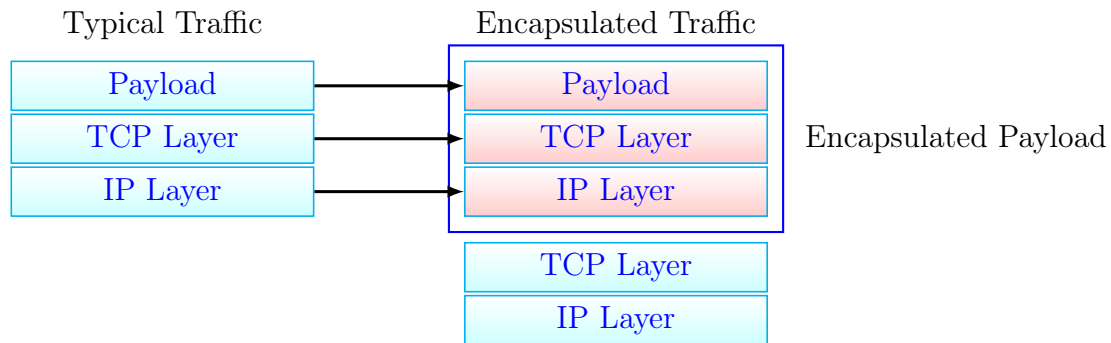 Typical Traffic
Encapsulated Traffic
Payload
Payload
TCP Layer
TCP Layer
Encapsulated Payload
IP Layer
IP Layer
TCP Layer
IP Layer